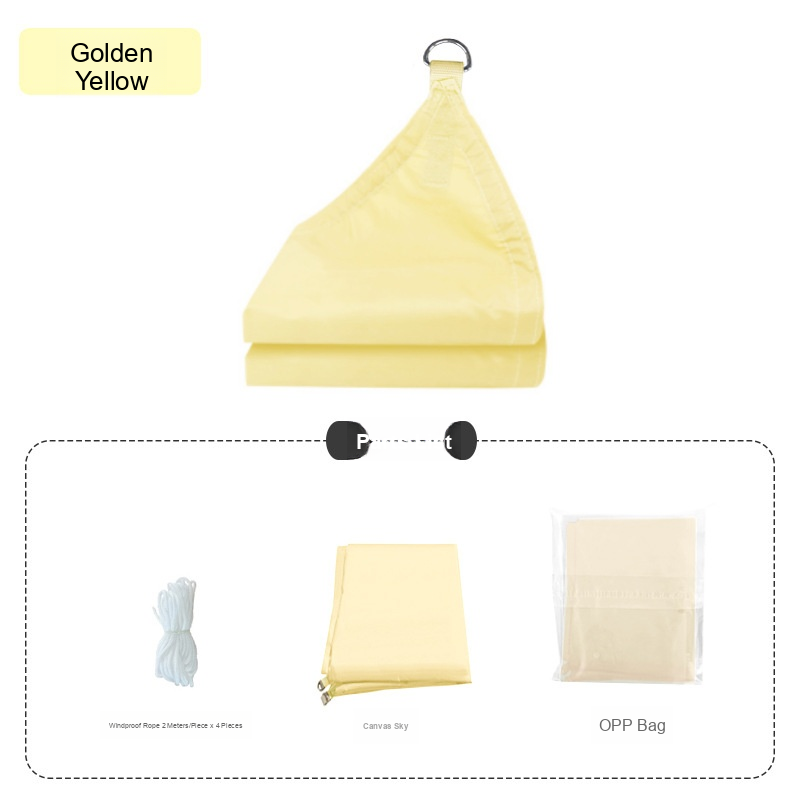 Golden
Yellow
Windproof Rope 2 Meters/Piece x 4 Pieces
Canvas Sky
OPP Bag